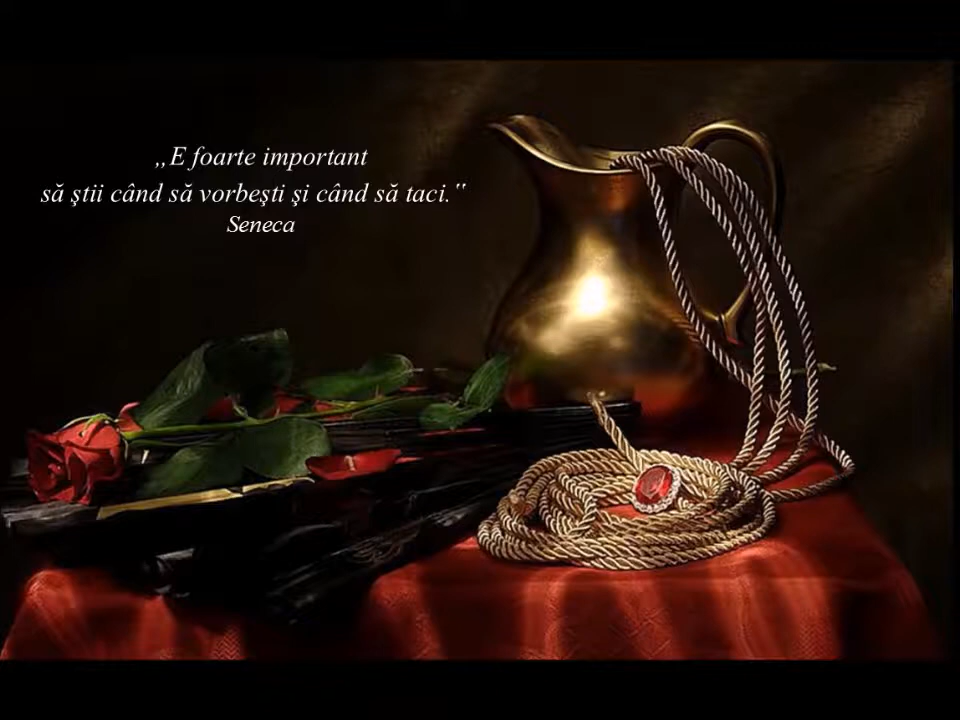 „E foarte important
să ştii când să vorbeşti şi când să taci.‟
Seneca